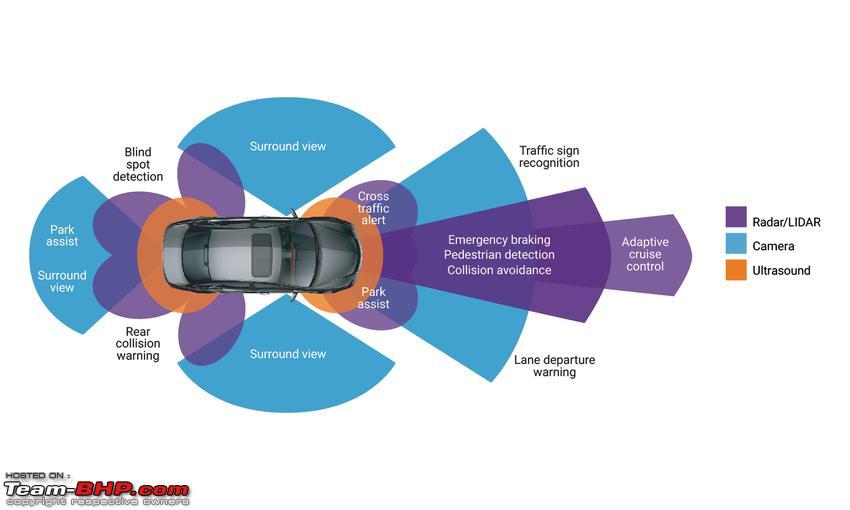 Surround view
Blind
spot
detection
Traffic sign
recognition
Cross
traffic
alert
Park
assist
Surround
view
Emergency braking
Pedestrian detection
Collision avoidance
Adaptive
cruise
control
Radar/LIDAR
Camera
Ultrasound
Park
assist
Rear
collision
warning
Surround view
Lane departure
warning
HOSTED ON :
Team-BHP.com
copyright respective owners